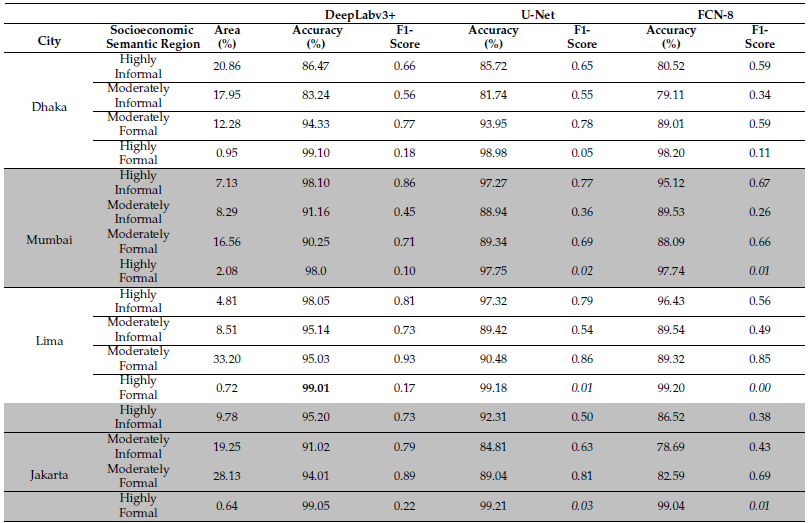 DeepLabv3+ U-Net FCN-8
City Socioeconomic Semantic Region Area (%) Accuracy (%) F1-Score Accuracy (%) F1-Score Accuracy (%) F1-Score
Dhaka
Highly Informal 20.86 86.47 0.66 85.72 0.65 80.52 0.59
Moderately Informal 17.95 83.24 0.56 81.74 0.55 79.11 0.34
Moderately Formal 12.28 94.33 0.77 93.95 0.78 89.01 0.59
Highly Formal 0.95 99.10 0.18 98.98 0.05 98.20 0.11
Mumbai
Highly Informal 7.13 98.10 0.86 97.27 0.77 95.12 0.67
Moderately Informal 8.29 91.16 0.45 88.94 0.36 89.53 0.26
Moderately Formal 16.56 90.25 0.71 89.34 0.69 88.09 0.66
Highly Formal 2.08 98.0 0.10 97.75 0.02 97.74 0.01
Lima
Highly Informal 4.81 98.05 0.81 97.32 0.79 96.43 0.56
Moderately Informal 8.51 95.14 0.73 89.42 0.54 89.54 0.49
Moderately Formal 33.20 95.03 0.93 90.48 0.86 89.32 0.85
Highly Formal 0.72 99.01 0.17 99.18 0.01 99.20 0.00
Jakarta
Highly Informal 9.78 95.20 0.73 92.31 0.50 86.52 0.38
Moderately Informal 19.25 91.02 0.79 84.81 0.63 78.69 0.43
Moderately Formal 28.13 94.01 0.89 89.04 0.81 82.59 0.69
Highly Formal 0.64 99.05 0.22 99.21 0.03 99.04 0.01